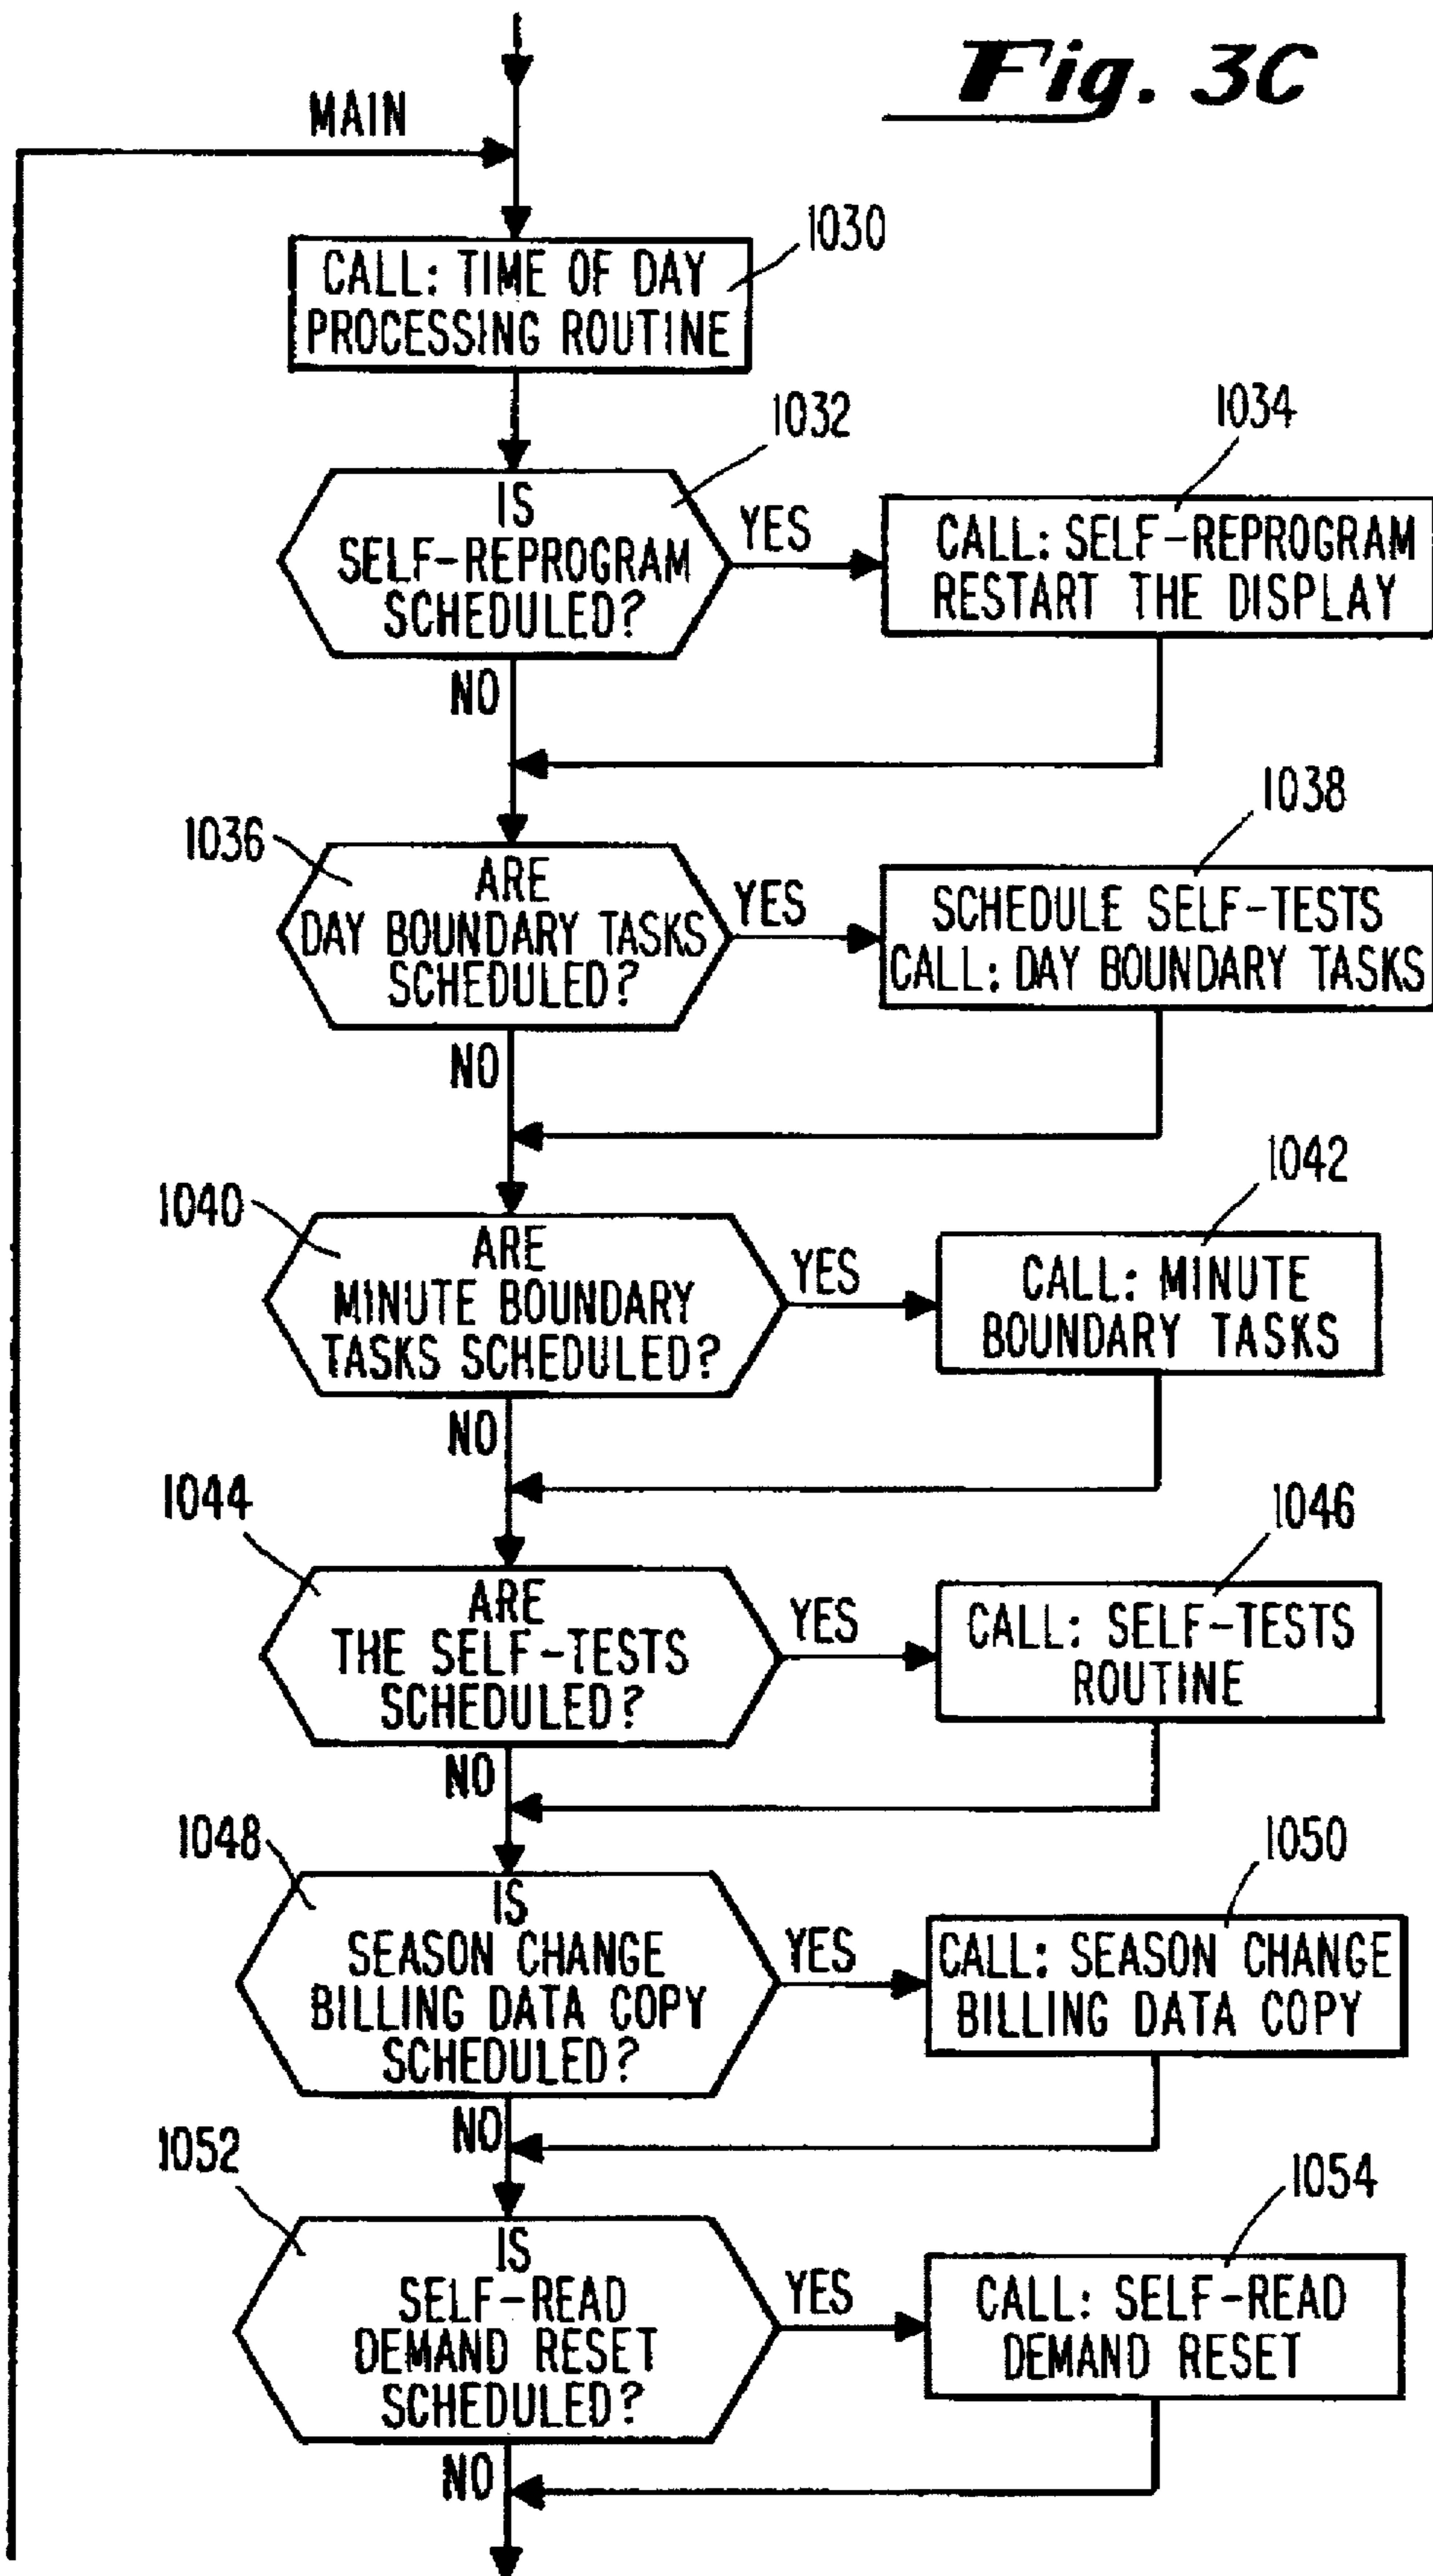 Fig. 3C
MAIN
1030
CALL: TIME OF DAY
PROCESSING ROUTINE
1032
IS
SELF-REPROGRAM
SCHEDULED?
YES
NO
1034
CALL: SELF-REPROGRAM
RESTART THE DISPLAY
1036
ARE
DAY BOUNDARY TASKS
SCHEDULED?
YES
NO
1038
SCHEDULE SELF-TESTS
CALL: DAY BOUNDARY TASKS
1040
ARE
MINUTE BOUNDARY
TASKS SCHEDULED?
YES
NO
1042
CALL: MINUTE
BOUNDARY TASKS
1044
ARE
THE SELF-TESTS
SCHEDULED?
YES
NO
1046
CALL: SELF-TESTS
ROUTINE
1048
IS
SEASON CHANGE
BILLING DATA COPY
SCHEDULED?
YES
NO
1050
CALL: SEASON CHANGE
BILLING DATA COPY
1052
IS
SELF-READ
DEMAND RESET
SCHEDULED?
YES
NO
1054
CALL: SELF-READ
DEMAND RESET